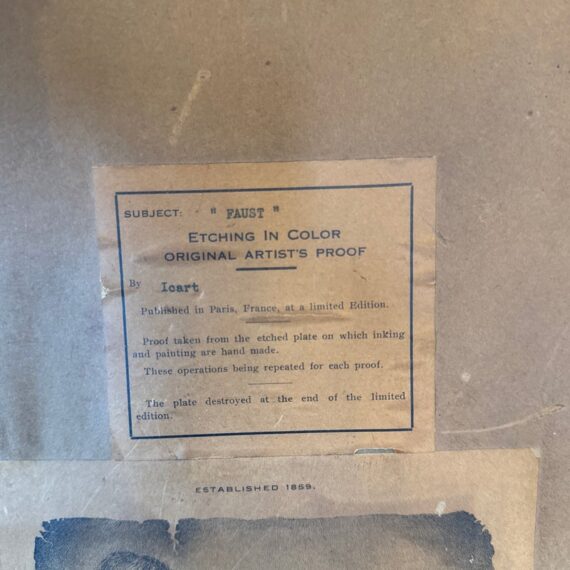 SUBJECT: " FAUST "
ETCHING IN COLOR
ORIGINAL ARTIST'S PROOF
By Icart
Published in Paris, France, at a limited Edition.
Proof taken from the etched plate on which inking
and painting are hand made.
These operations being repeated for each proof.
The plate destroyed at the end of the limited
edition.
ESTABLISHED 1859.